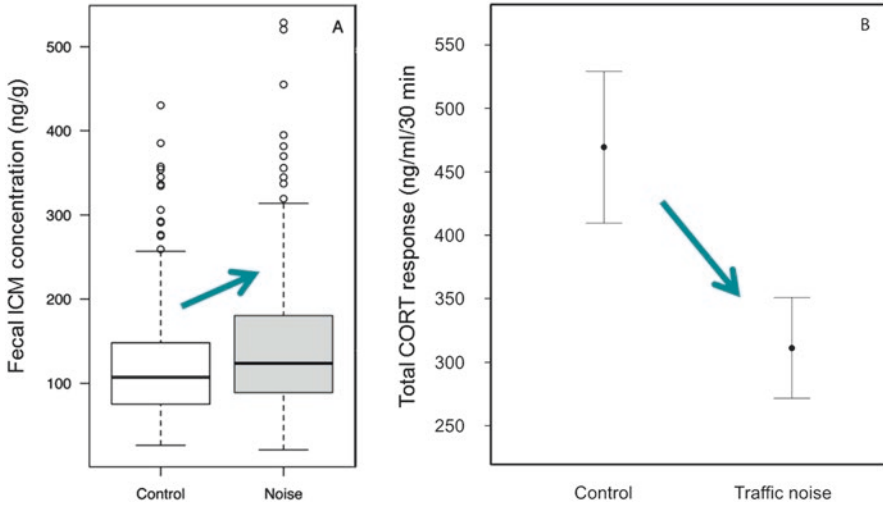 A
Fecal ICM concentration (ng/g)
500
400
300
200
100
Control
Noise
B
Total CORT response (ng/ml/30 min
550
500
450
400
350
300
250
Control
Traffic noise